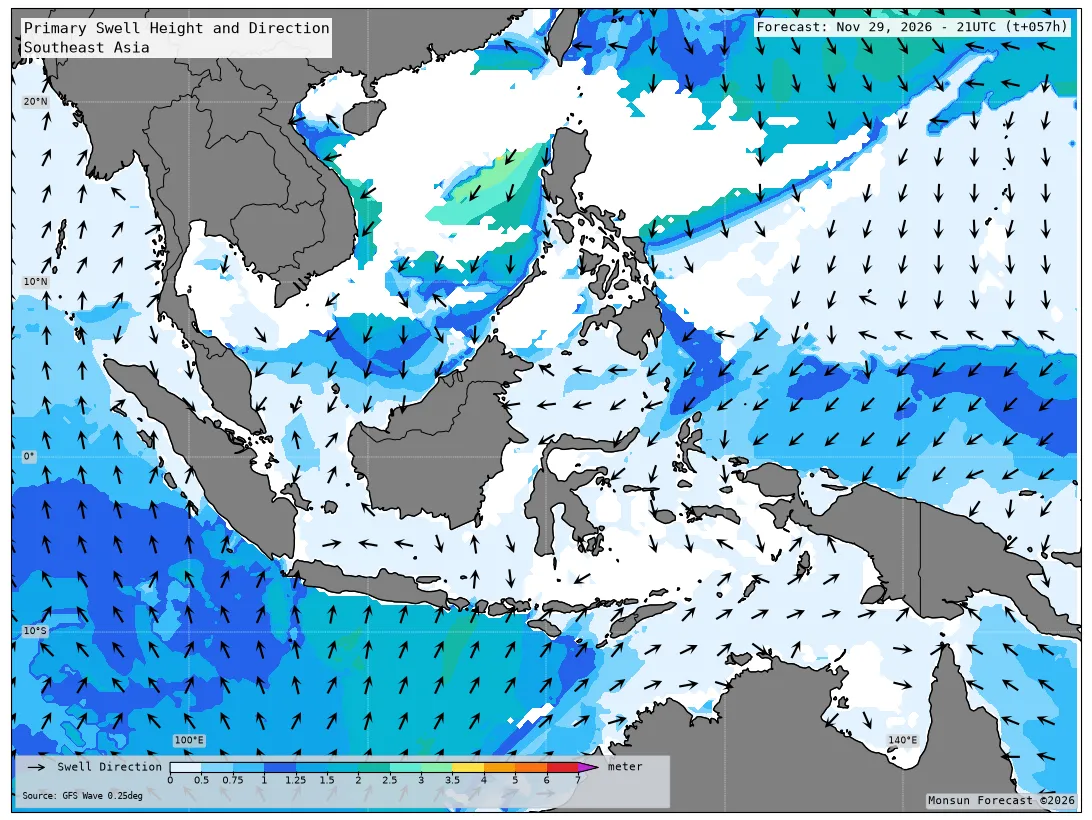 Primary Swell Height and Direction
Southeast Asia
Forecast: Nov 29, 2026 - 21UTC (t+057h)
20°N
10°N
0°
10°S
100°E
140°E
Swell Direction
0 0.5 0.75 1 1.25 1.5 2 2.5 3 3.5 4 5 6 7
meter
Source: GFS Wave 0.25deg
Monsun Forecast ©2026